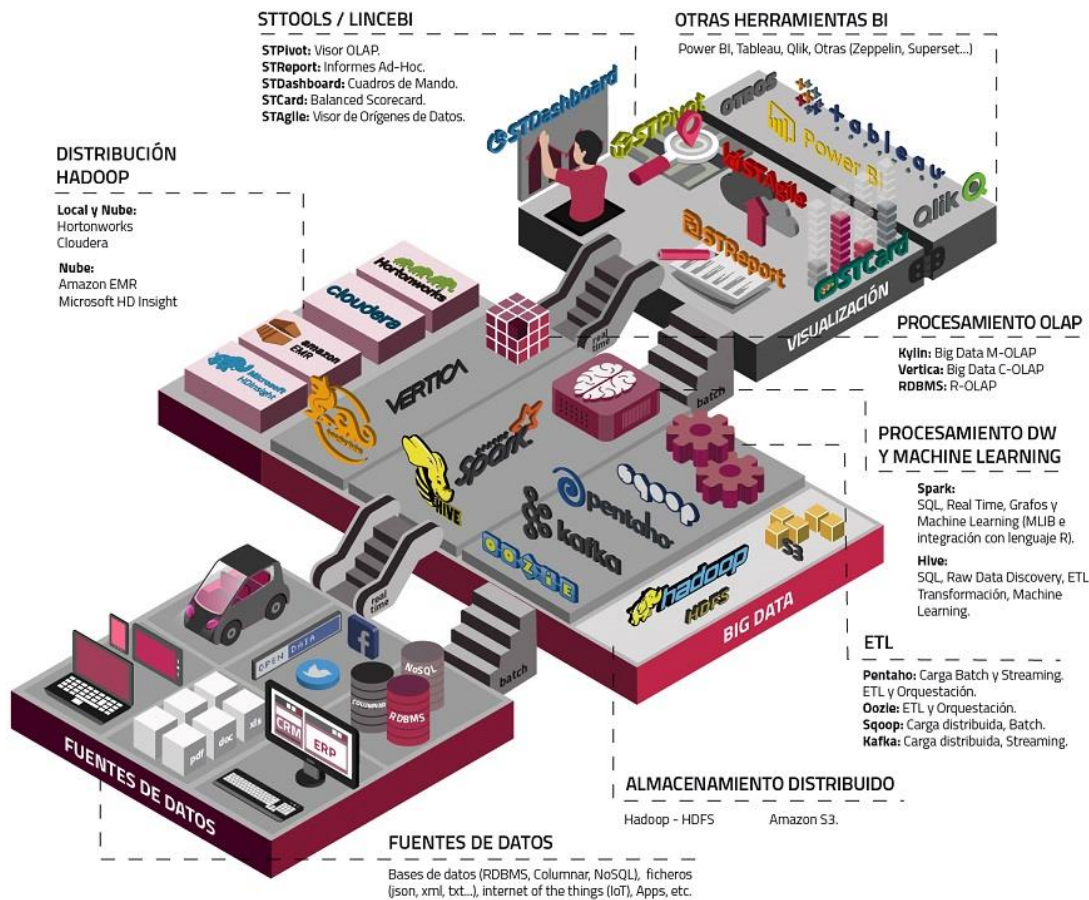 STTOOLS / LINCEBI
STPivot: Visor OLAP.
STReport: Informes Ad-Hoc.
STDashboard: Cuadros de Mando.
STCard: Balanced Scorecard.
STAgile: Visor de Orígenes de Datos.
OTRAS HERRAMIENTAS BI
Power BI, Tableau, Qlik, Otras (Zeppelin, Superset...)
DISTRIBUCIÓN
HADOOP
Local y Nube:
Hortonworks
Cloudera
Nube:
Amazon EMR
Microsoft HD Insight
STDashboard
STPivot
STAgile
STReport
STCard
OTROS
tableau
Power BI
Qlik
VISUALIZACIÓN
Hortonworks
cloudera
amazon
EMR
Microsoft
HDInsight
real
time
batch
VERTICA
Spark
HIVE
pentaho
sqoop
kafka
OOZIE
hadoop
HDFS
S3
BIG DATA
PROCESAMIENTO OLAP
Kylin: Big Data M-OLAP
Vertica: Big Data C-OLAP
RDBMS: R-OLAP
PROCESAMIENTO DW
Y MACHINE LEARNING
Spark:
SQL, Real Time, Grafos y
Machine Learning (MLIB e
integración con lenguaje R).
Hive:
SQL, Raw Data Discovery, ETL
Transformación, Machine
Learning.
ETL
Pentaho: Carga Batch y Streaming.
ETL y Orquestación.
Oozie: ETL y Orquestación.
Sqoop: Carga distribuida, Batch.
Kafka: Carga distribuida, Streaming.
real
time
batch
OPEN DATA
NoSQL
COLUMNAR
RDBMS
pdf
doc
xls
CRM
ERP
FUENTES DE DATOS
ALMACENAMIENTO DISTRIBUIDO
Hadoop - HDFS
Amazon S3.
FUENTES DE DATOS
Bases de datos (RDBMS, Columnar, NoSQL), ficheros
(json, xml, txt...), internet of the things (IoT), Apps, etc.